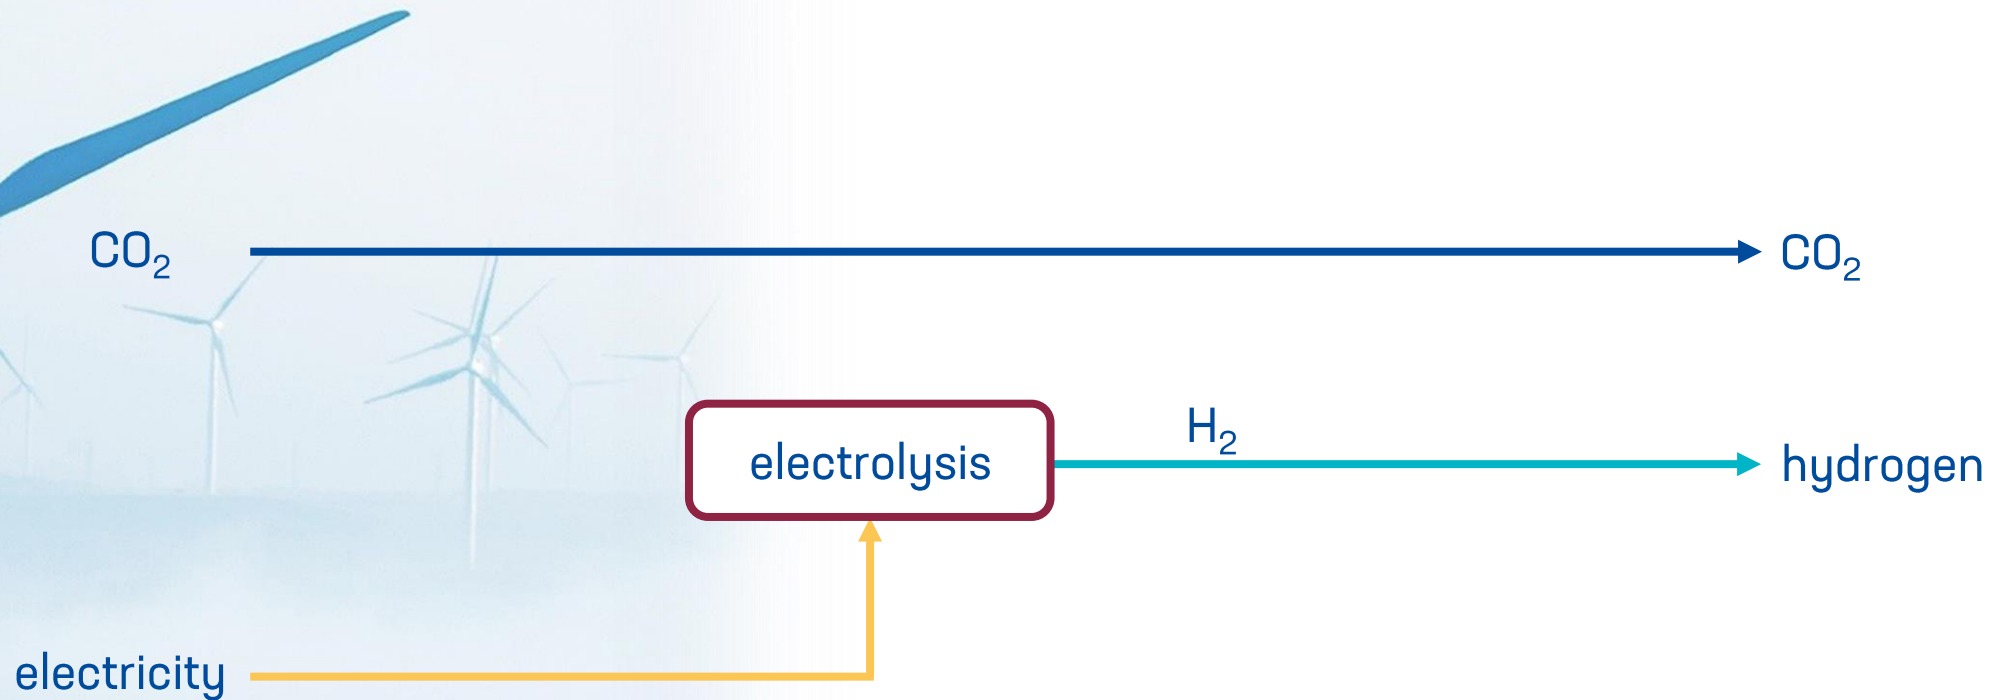 CO₂ CO₂
H₂
electrolysis hydrogen
electricity